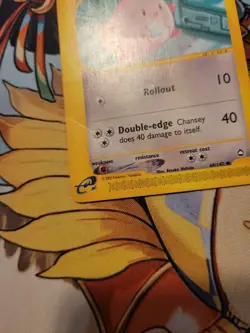 Rollout 10
Double-edge Chansey 40
does 40 damage to itself.
weakness resistance retreat cost